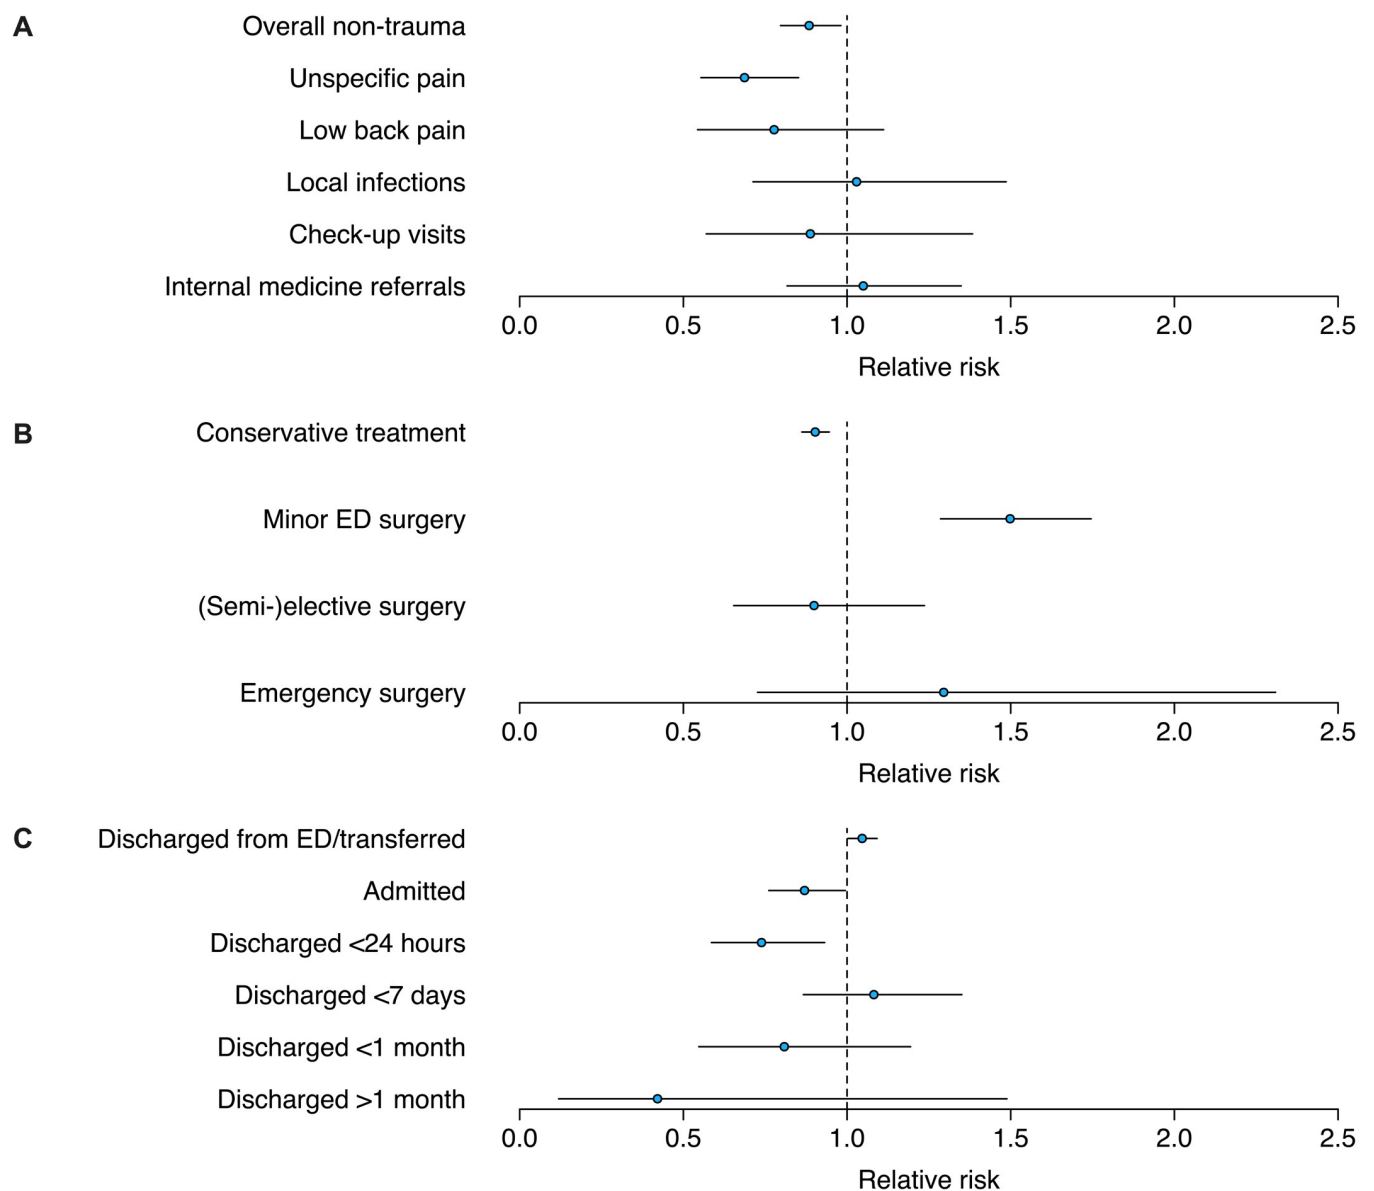 A
Overall non-trauma
Unspecific pain
Low back pain
Local infections
Check-up visits
Internal medicine referrals
0.0 0.5 1.0 1.5 2.0 2.5
Relative risk
B
Conservative treatment
Minor ED surgery
(Semi-)elective surgery
Emergency surgery
0.0 0.5 1.0 1.5 2.0 2.5
Relative risk
C
Discharged from ED/transferred
Admitted
Discharged <24 hours
Discharged <7 days
Discharged <1 month
Discharged >1 month
0.0 0.5 1.0 1.5 2.0 2.5
Relative risk